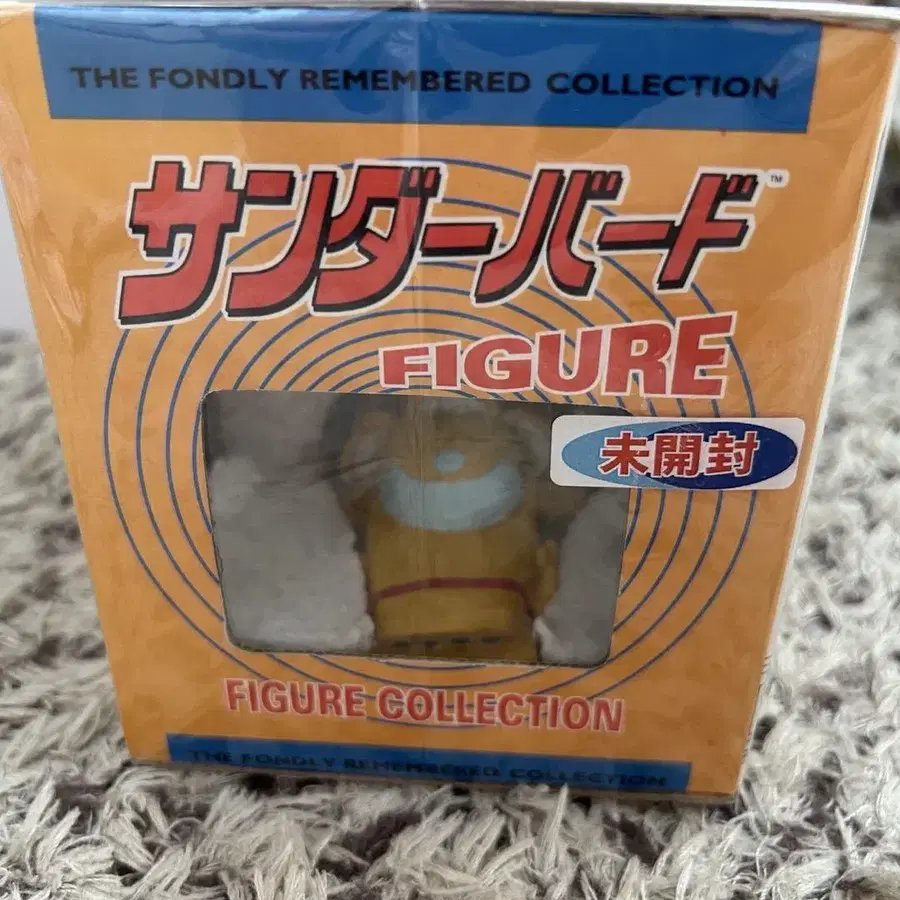 THE FONDLY REMEMBERED COLLECTION
サンダーバード™
FIGURE
未開封
FIGURE COLLECTION
THE FONDLY REMEMBERED COLLECTION